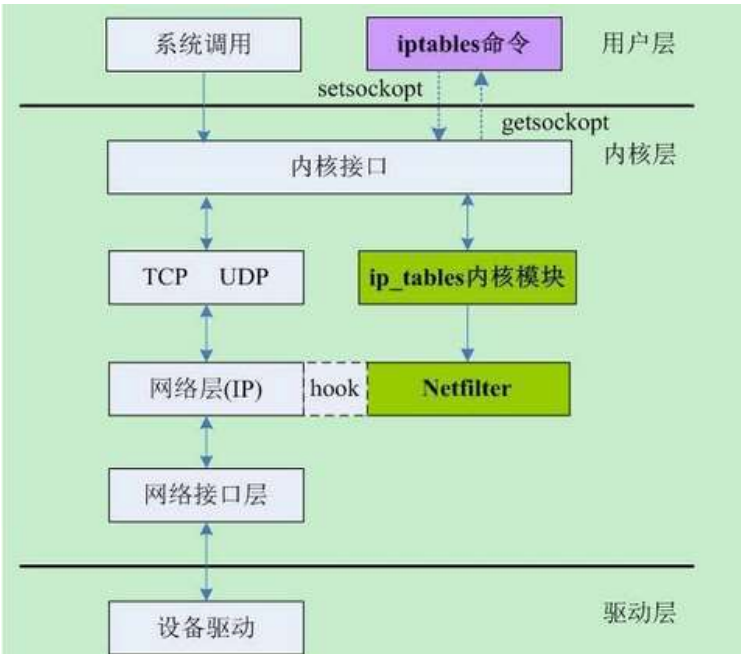 系统调用 iptables命令 用户层
setsockopt
getsockopt
内核层
内核接口
TCP UDP ip_tables内核模块
网络层(IP) hook Netfilter
网络接口层
驱动层
设备驱动